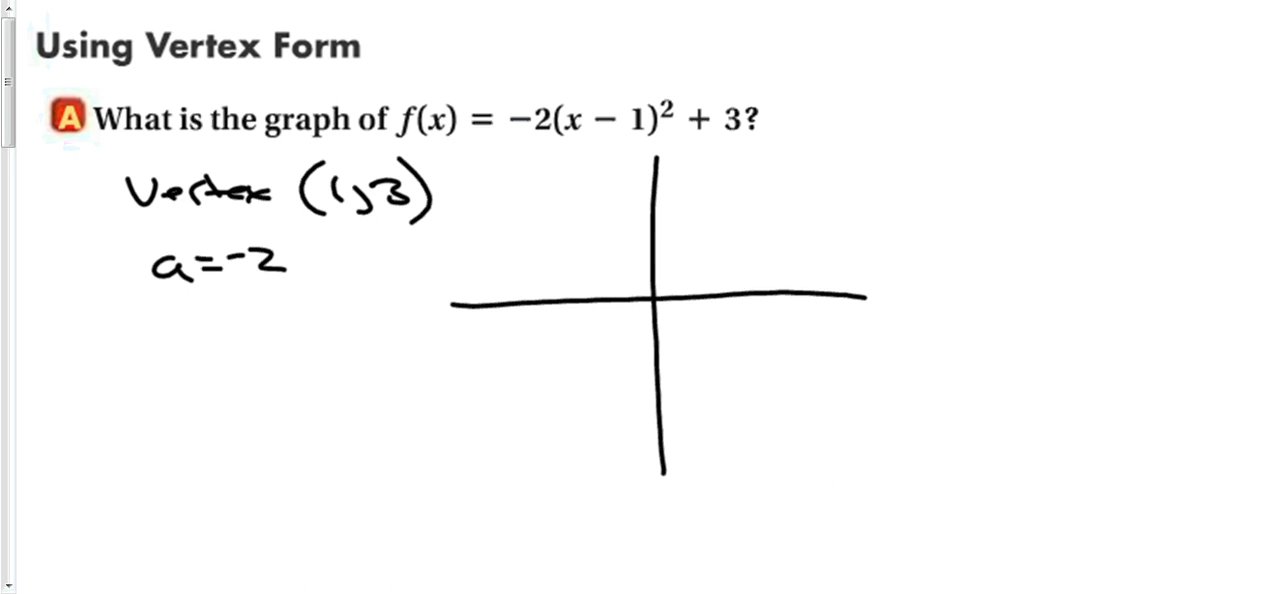 Using Vertex Form
A What is the graph of f(x) = −2(x − 1)² + 3?
Vertex (1,3)
a=-2